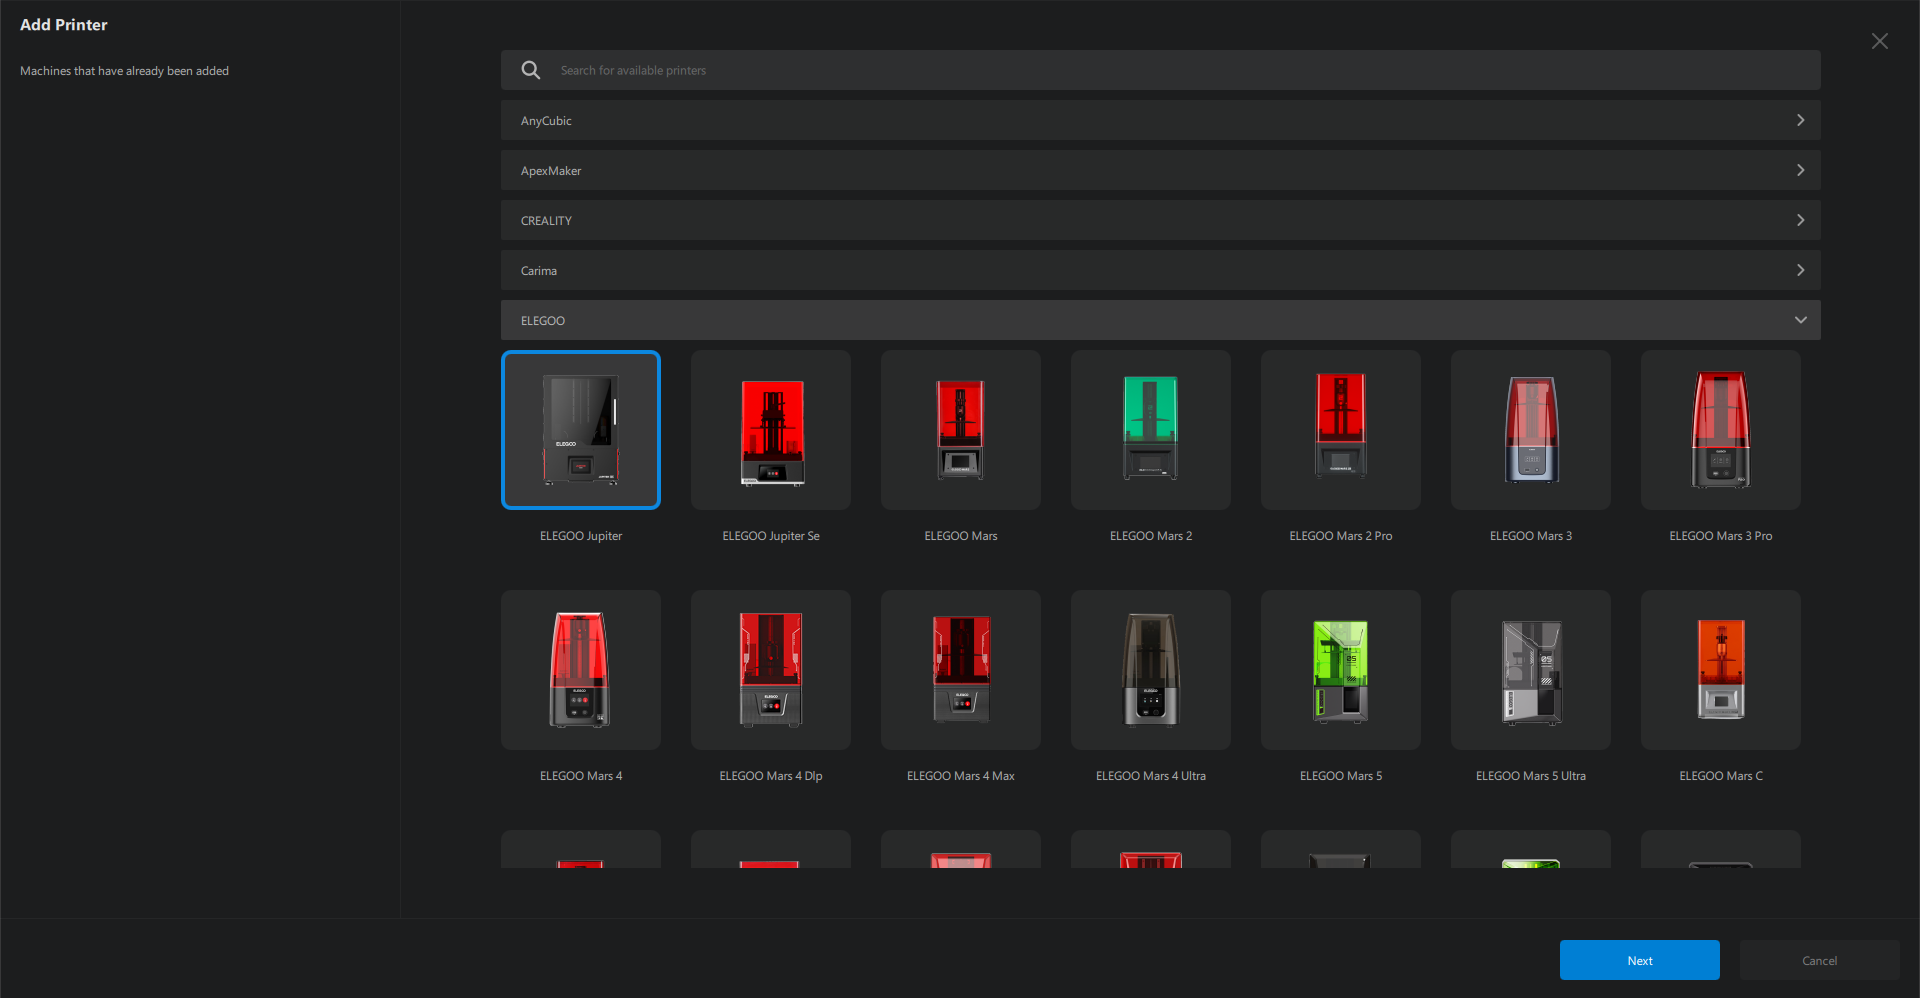 Add Printer
Machines that have already been added
Search for available printers
AnyCubic
ApexMaker
CREALITY
Carima
ELEGOO
ELEGOO
ELEGOO Jupiter
ELEGOO Jupiter Se
ELEGOO Mars
ELEGOO Mars 2
ELEGOO Mars 2 Pro
ELEGOO Mars 3
ELEGOO Mars 3 Pro
ELEGOO Mars 4
ELEGOO Mars 4 Dlp
ELEGOO Mars 4 Max
ELEGOO Mars 4 Ultra
ELEGOO Mars 5
ELEGOO Mars 5 Ultra
ELEGOO Mars C
Next
Cancel